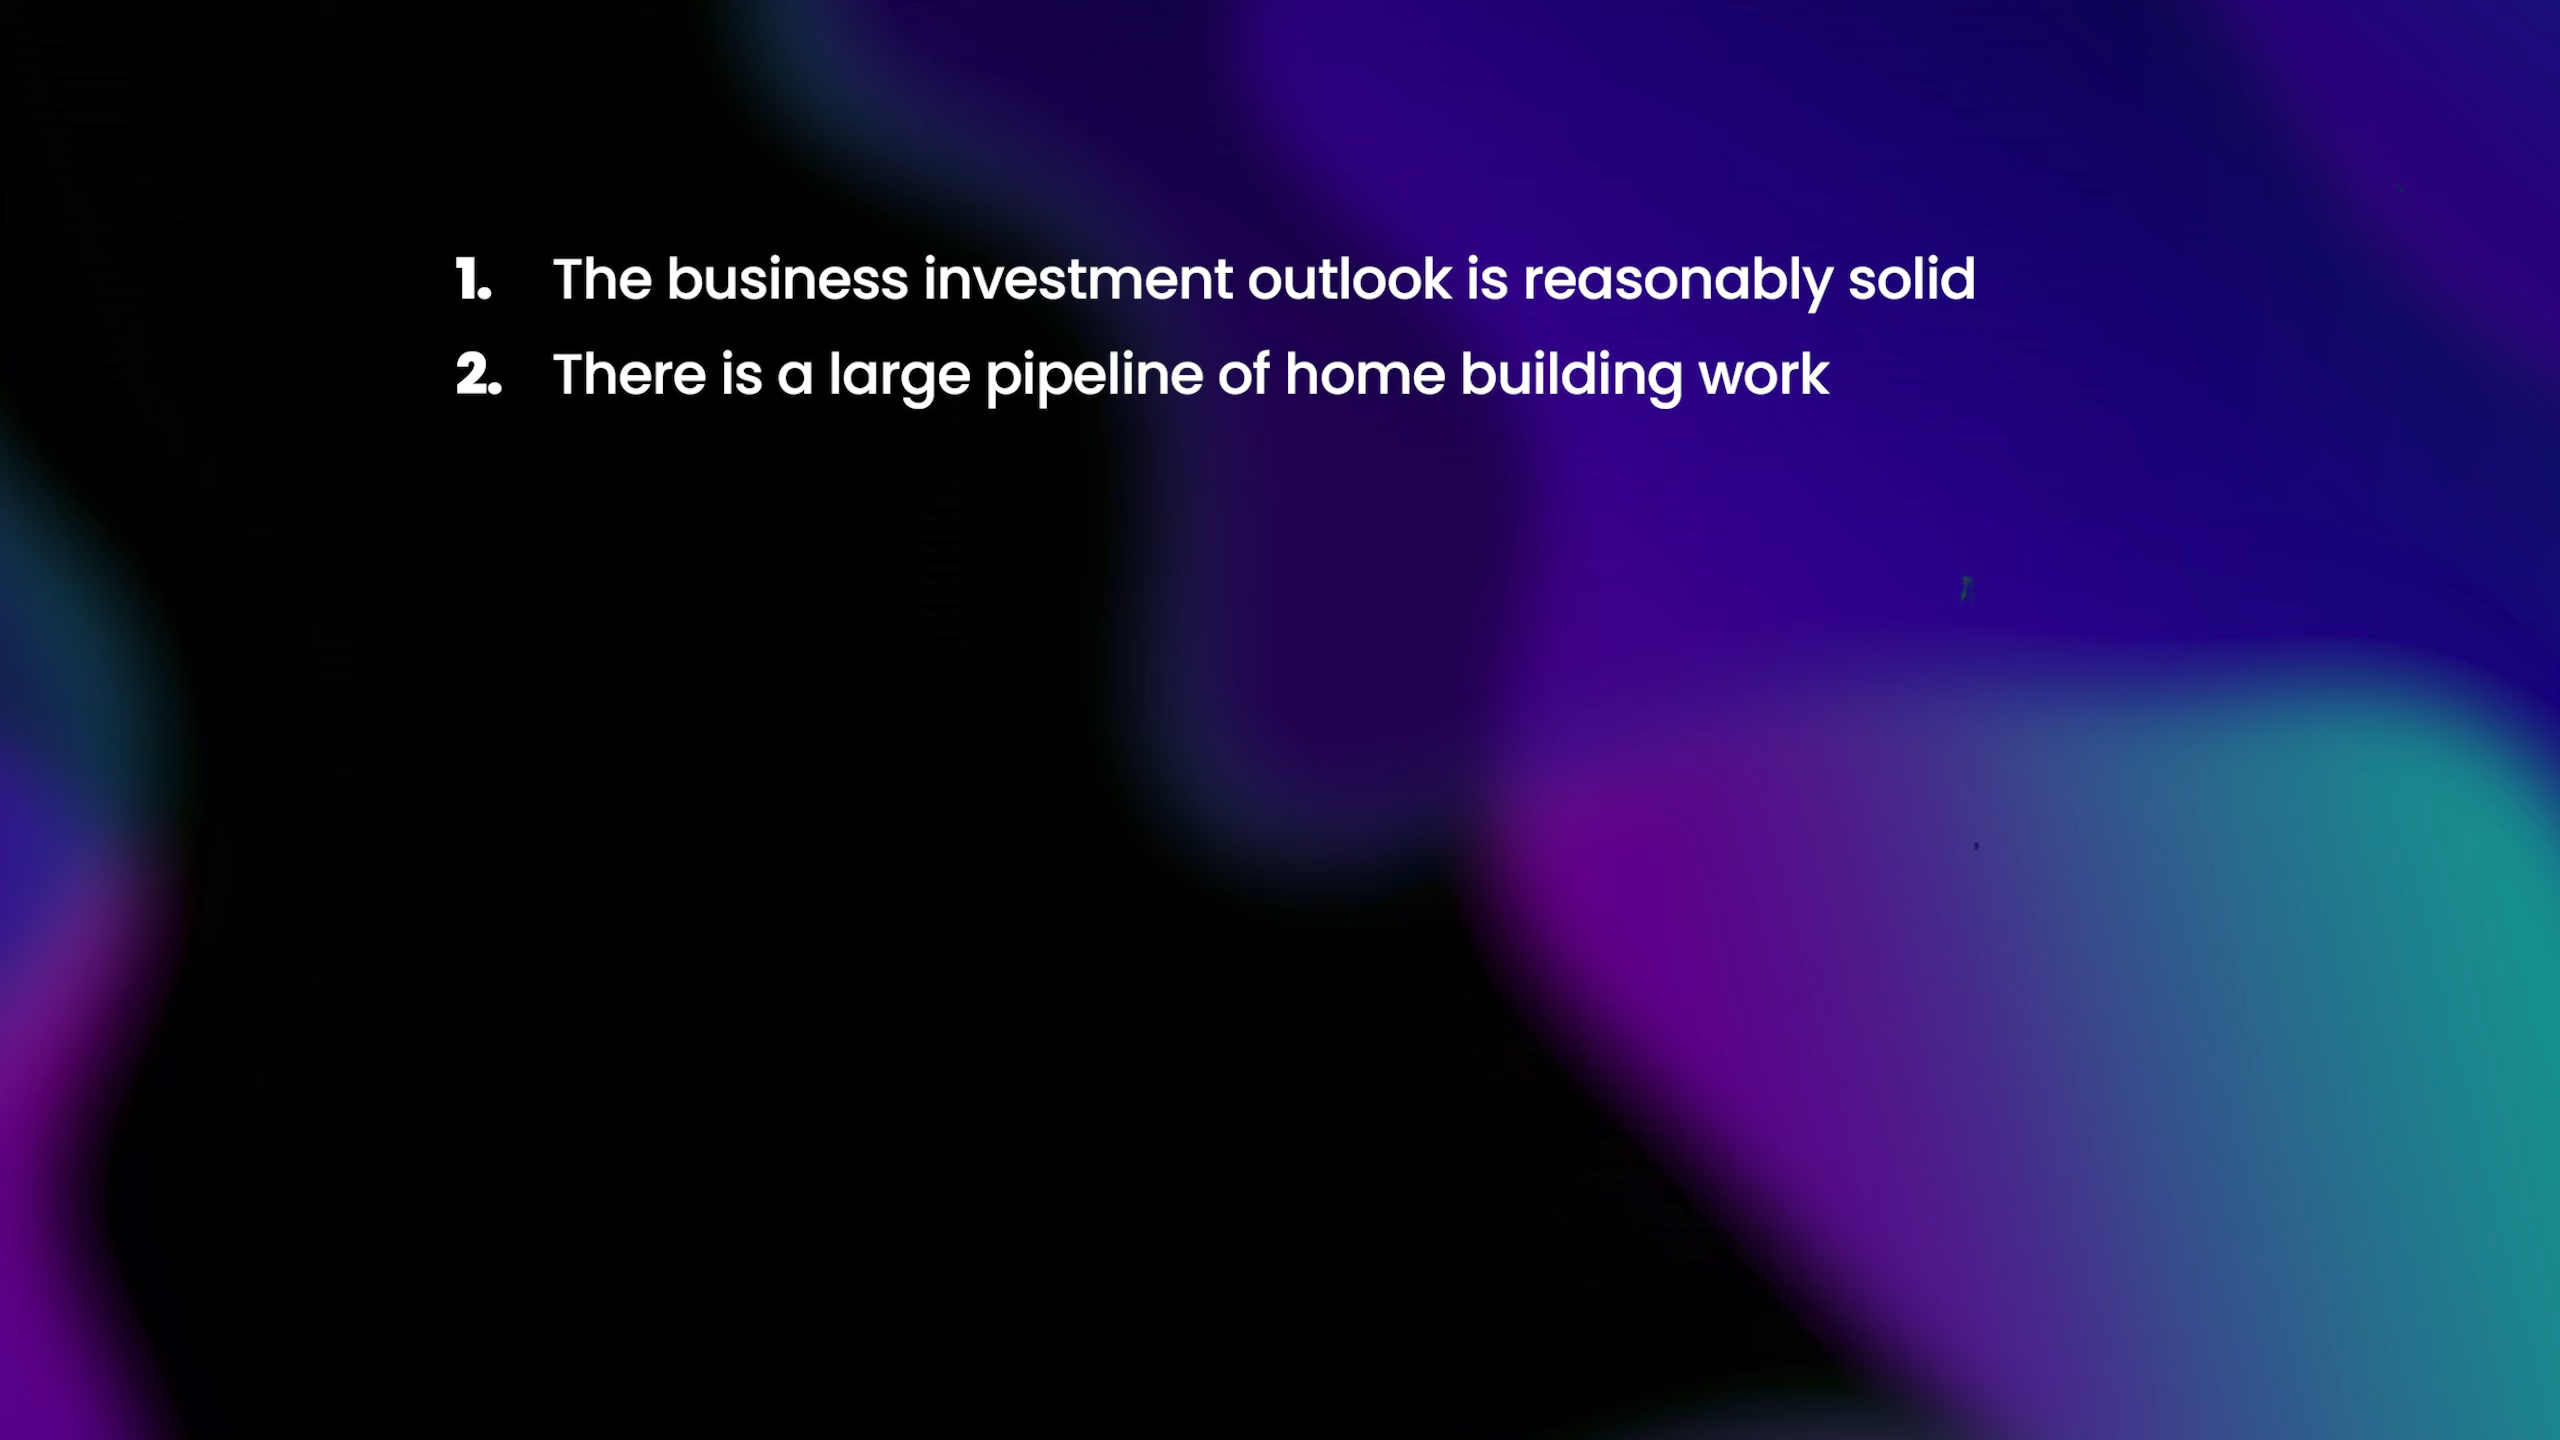 1. The business investment outlook is reasonably solid
2. There is a large pipeline of home building work